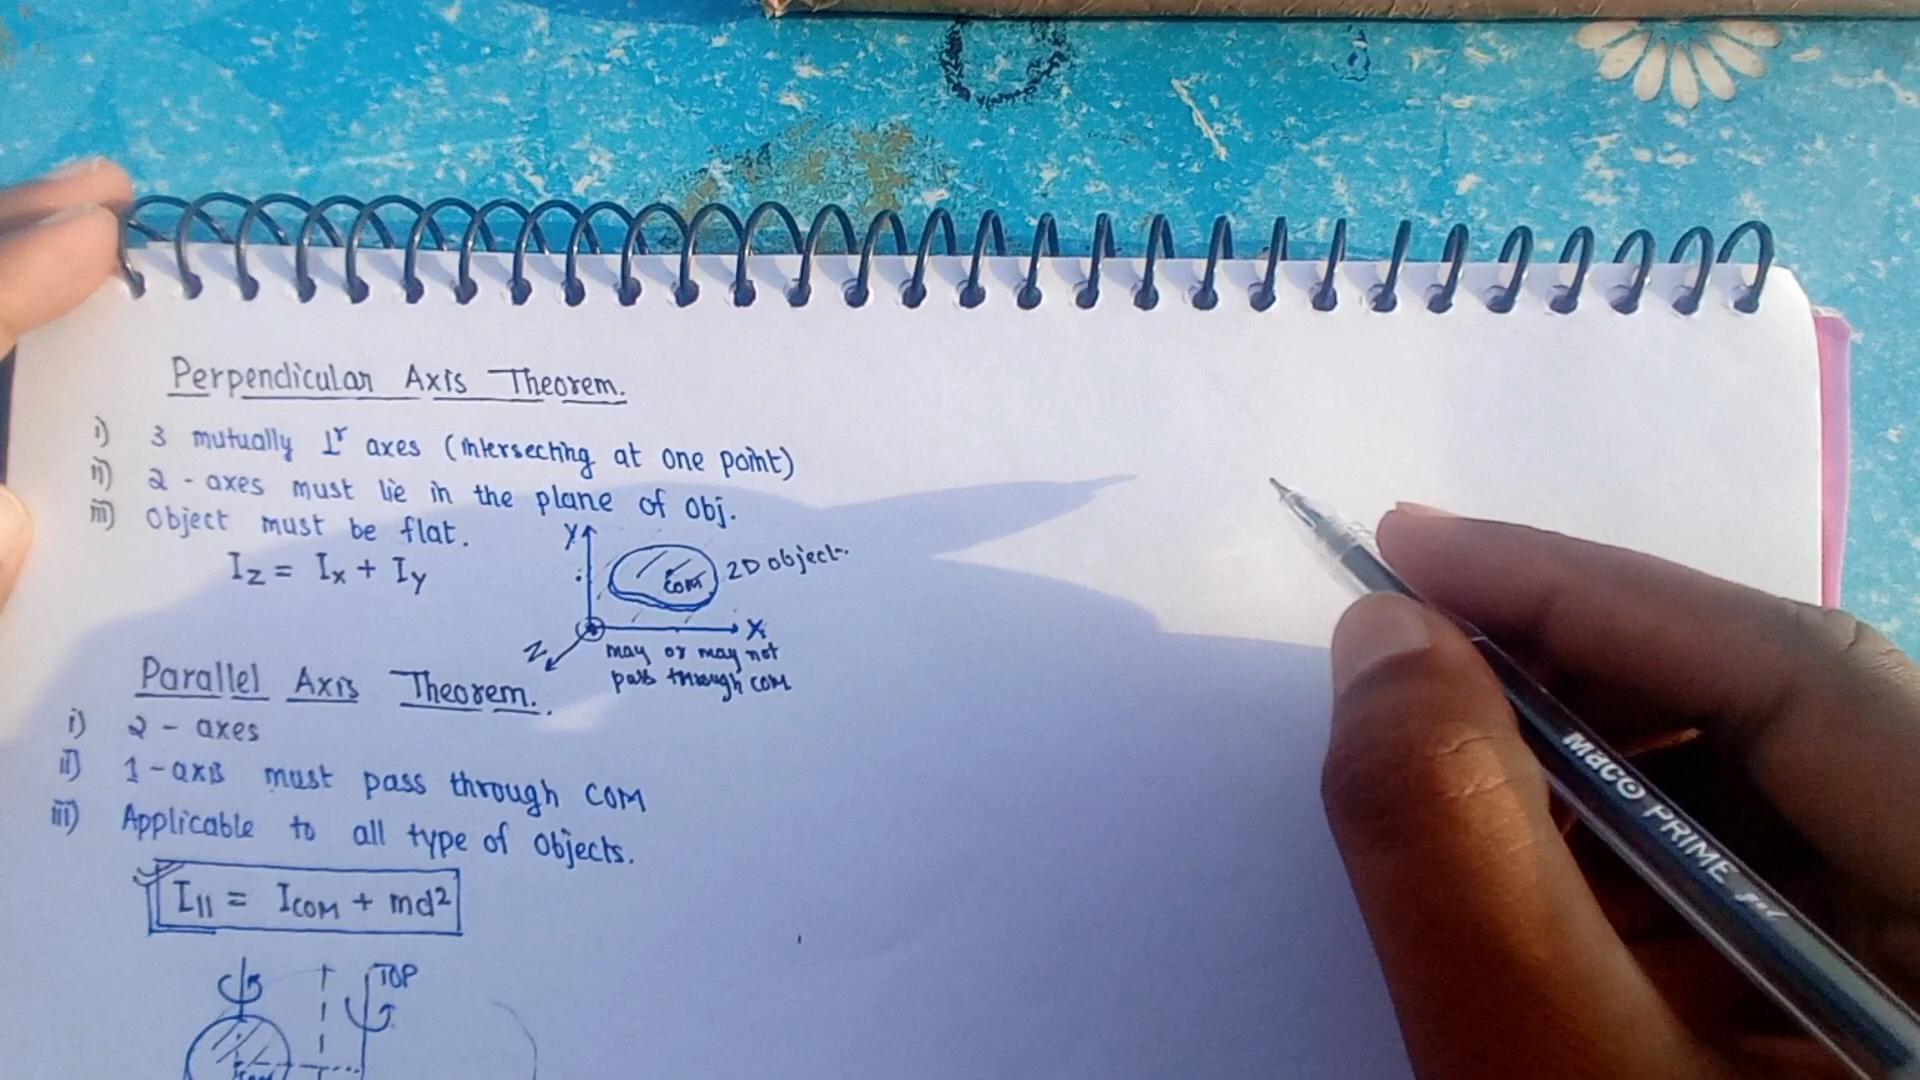 Perpendicular Axis Theorem.
i) 3 mutually ⊥r axes (intersecting at one point)
ii) 2 - axes must lie in the plane of obj.
iii) Object must be flat.
Iz = Ix + Iy
Y
COM
2D object
X
Z
may or may not
pass through COM
Parallel Axis Theorem.
i) 2 - axes
ii) 1 - axis must pass through COM
iii) Applicable to all type of Objects.
I|| = ICOM + md²
TOP
Maco PRIME gel